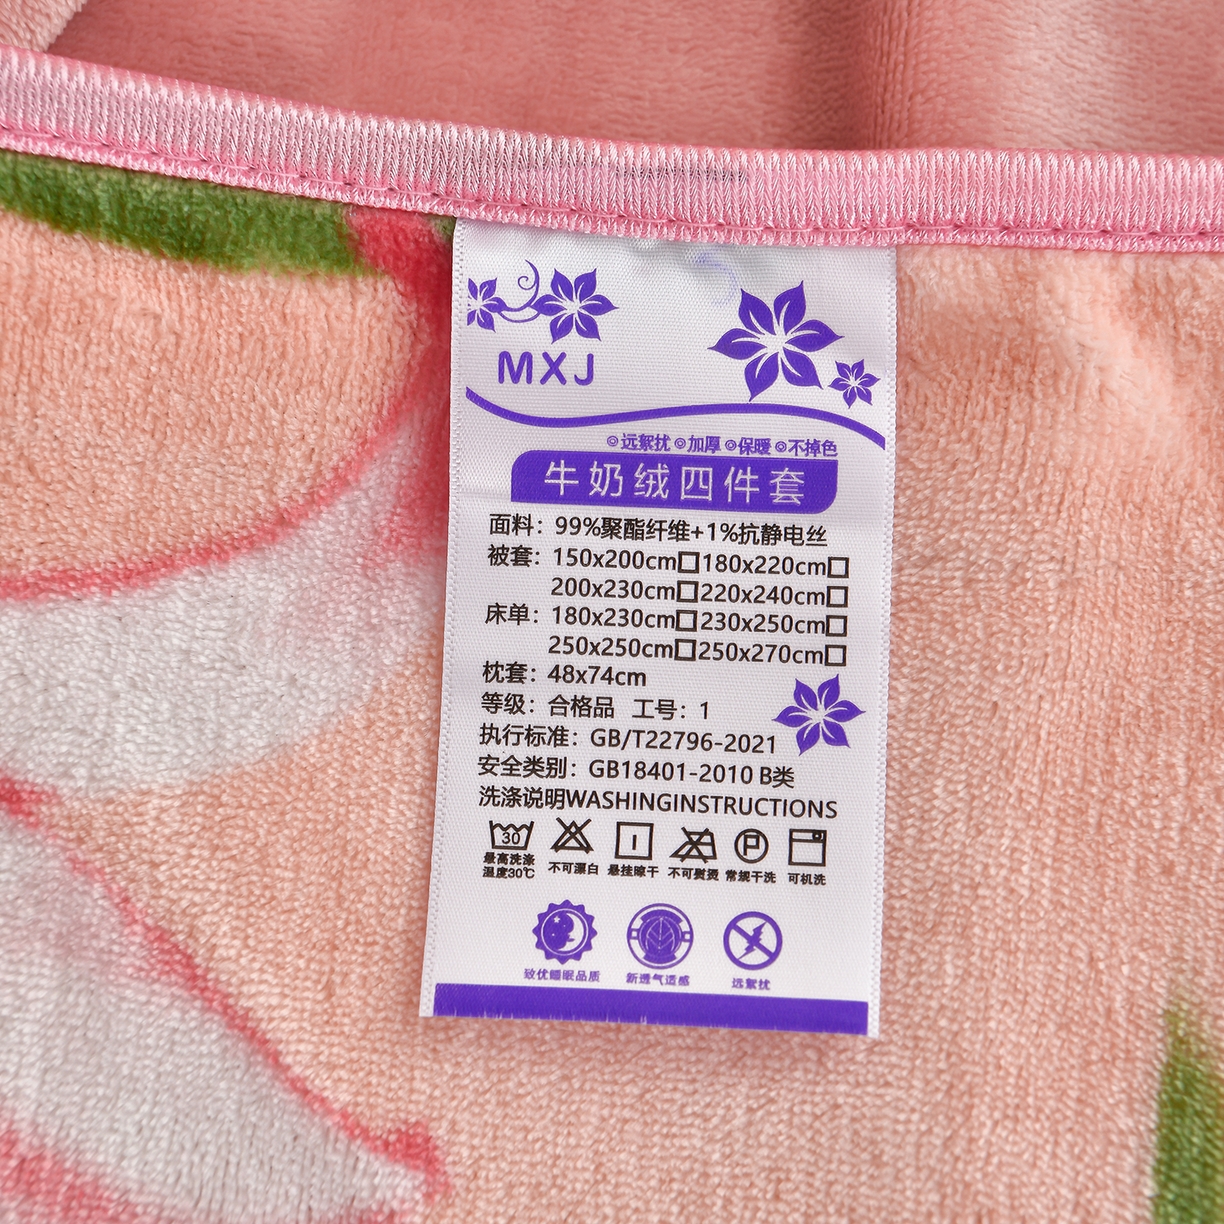 MXJ
◎远絮扰◎加厚◎保暖◎不掉色
牛奶绒四件套
面料：99%聚酯纤维+1%抗静电丝
被套：150x200cm□180x220cm□
200x230cm□220x240cm□
床单：180x230cm□230x250cm□
250x250cm□250x270cm□
枕套：48x74cm
等级：合格品 工号：1
执行标准：GB/T22796-2021
安全类别：GB18401-2010 B类
洗涤说明WASHINGINSTRUCTIONS
30
P
最高洗涤温度30℃ 不可漂白 悬挂晾干 不可熨烫 常规干洗 可机洗
致优睡眠品质 新透气适感 远絮扰